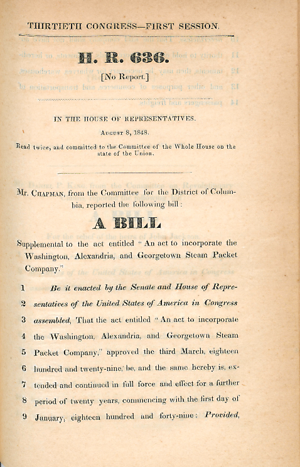 THIRTIETH CONGRESS—FIRST SESSION.
H. R. 636.
[No Report.]
IN THE HOUSE OF REPRESENTATIVES.
August 8, 1848.
Read twice, and committed to the Committee of the Whole House on the
state of the Union.
Mr. Chapman, from the Committee for the District of Colum-
bia, reported the following bill:
A BILL
Supplemental to the act entitled "An act to incorporate the
Washington, Alexandria, and Georgetown Steam Packet
Company."
1 Be it enacted by the Senate and House of Repre-
2 sentatives of the United States of America in Congress
3 assembled, That the act entitled "An act to incorporate
4 the Washington, Alexandria, and Georgetown Steam
5 Packet Company," approved the third March, eighteen
6 hundred and twenty-nine, be, and the same hereby is, ex-
7 tended and continued in full force and effect for a further
8 period of twenty years, commencing with the first day of
9 January, eighteen hundred and forty-nine: Provided,